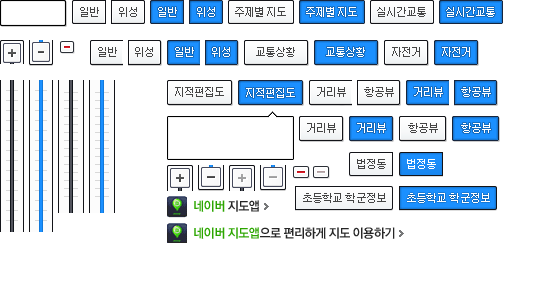 일반 위성 일반 위성 주제별 지도 주제별 지도 실시간교통 실시간교통
일반 위성 일반 위성 교통상황 교통상황 자전거 자전거
지적편집도 지적편집도 거리뷰 항공뷰 거리뷰 항공뷰
거리뷰 거리뷰 항공뷰 항공뷰
법정동 법정동
초등학교 학군정보 초등학교 학군정보
네이버 지도앱 >
네이버 지도앱으로 편리하게 지도 이용하기 >